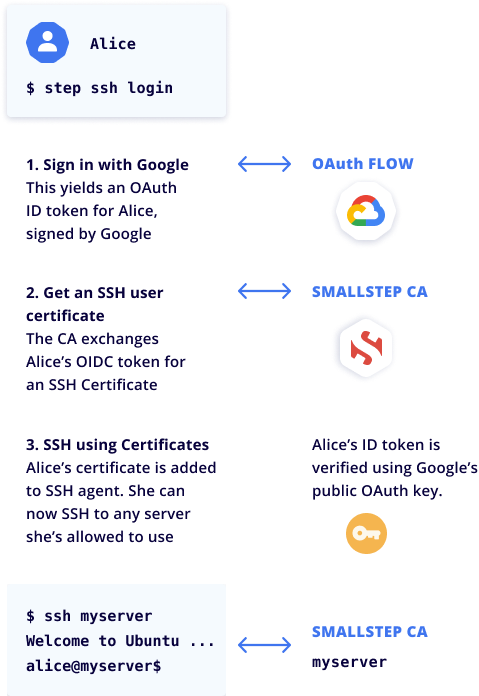 Alice
$ step ssh login
1. Sign in with Google
This yields an OAuth
ID token for Alice,
signed by Google
OAuth FLOW
2. Get an SSH user
certificate
The CA exchanges
Alice’s OIDC token for
an SSH Certificate
SMALLSTEP CA
3. SSH using Certificates
Alice’s certificate is added
to SSH agent. She can
now SSH to any server
she’s allowed to use
Alice’s ID token is
verified using Google’s
public OAuth key.
$ ssh myserver
Welcome to Ubuntu ...
alice@myserver$
SMALLSTEP CA
myserver